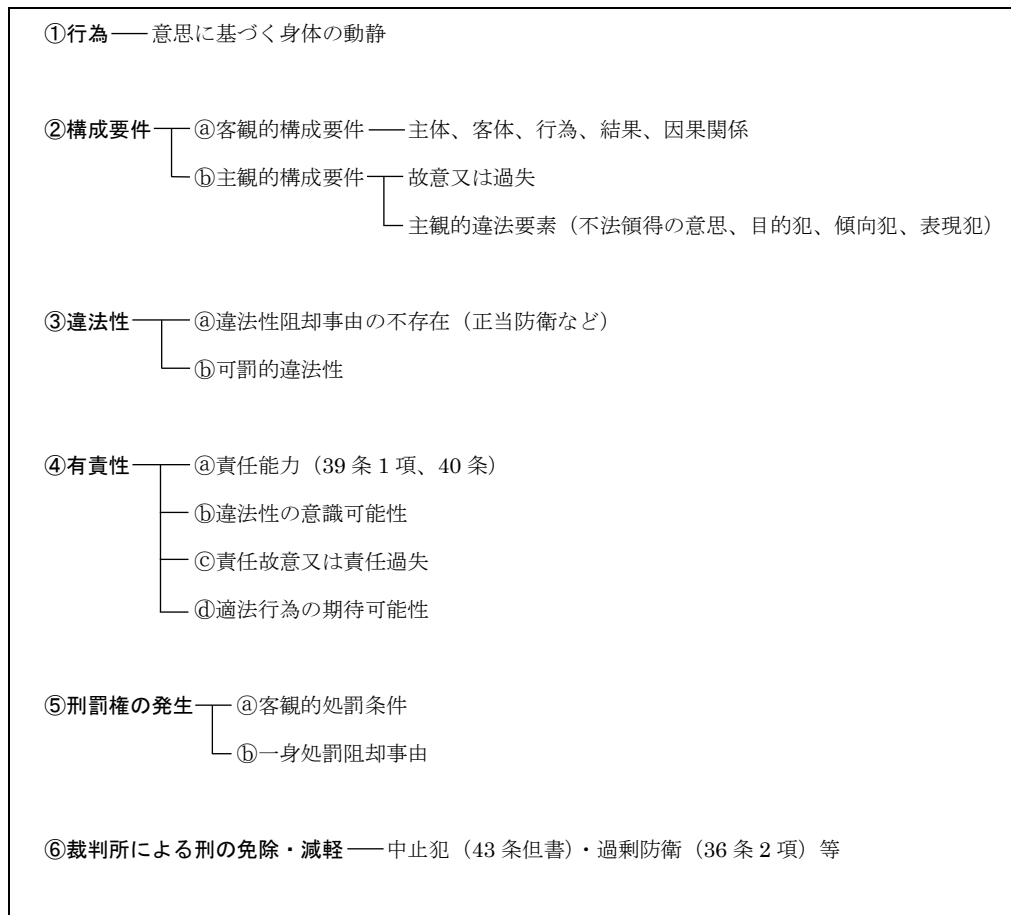 ①行為――意思に基づく身体の動静
②構成要件 ⓐ客観的構成要件――主体、客体、行為、結果、因果関係
ⓑ主観的構成要件 故意又は過失
主観的違法要素（不法領得の意思、目的犯、傾向犯、表現犯）
③違法性 ⓐ違法性阻却事由の不存在（正当防衛など）
ⓑ可罰的違法性
④有責性 ⓐ責任能力（39 条 1 項、40 条）
ⓑ違法性の意識可能性
ⓒ責任故意又は責任過失
ⓓ適法行為の期待可能性
⑤刑罰権の発生 ⓐ客観的処罰条件
ⓑ一身処罰阻却事由
⑥裁判所による刑の免除・減軽――中止犯（43 条但書）・過剰防衛（36 条 2 項）等